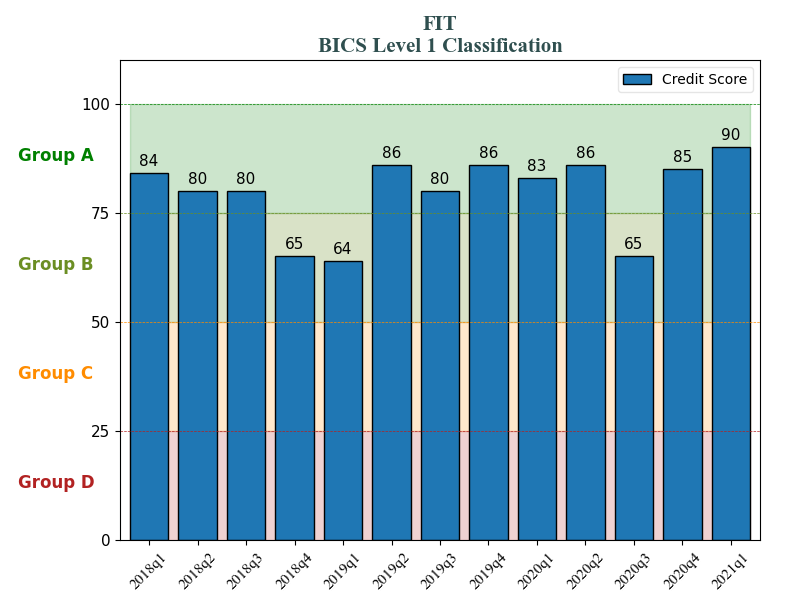 FIT
BICS Level 1 Classification
Credit Score
100
75
50
25
0
Group A
Group B
Group C
Group D
84
80
80
65
64
86
80
86
83
86
65
85
90
2018q1
2018q2
2018q3
2018q4
2019q1
2019q2
2019q3
2019q4
2020q1
2020q2
2020q3
2020q4
2021q1